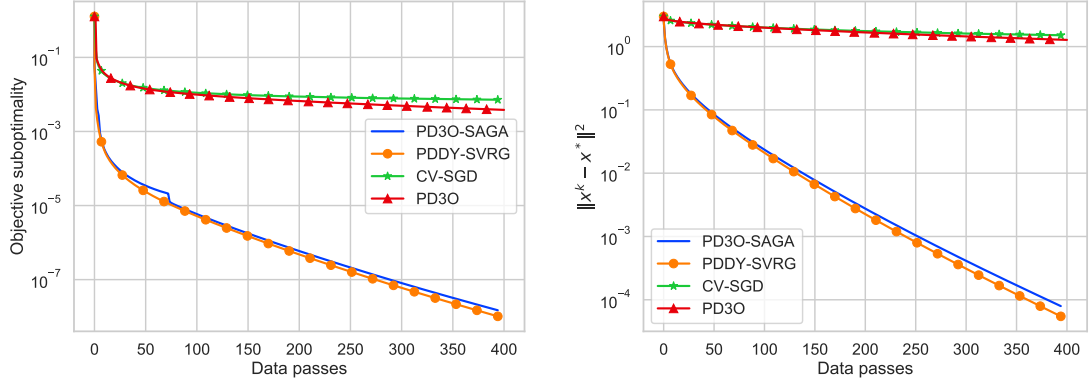 Objective suboptimality
10⁻¹
10⁻³
10⁻⁵
10⁻⁷
PD3O-SAGA
PDDY-SVRG
CV-SGD
PD3O
0 50 100 150 200 250 300 350 400
Data passes
‖xᵏ − x*‖²
10⁰
10⁻¹
10⁻²
10⁻³
10⁻⁴
PD3O-SAGA
PDDY-SVRG
CV-SGD
PD3O
0 50 100 150 200 250 300 350 400
Data passes